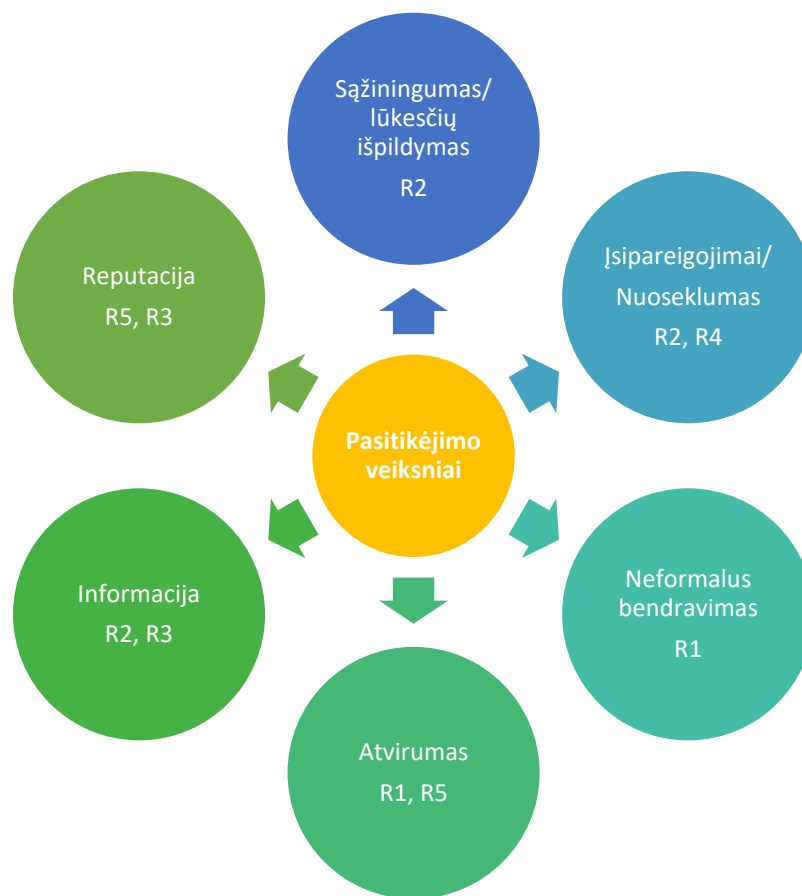 Sąžiningumas/
lūkesčių
išpildymas
R2
Įsipareigojimai/
Nuoseklumas
R2, R4
Reputacija
R5, R3
Pasitikėjimo
veiksniai
Neformalus
bendravimas
R1
Informacija
R2, R3
Atvirumas
R1, R5